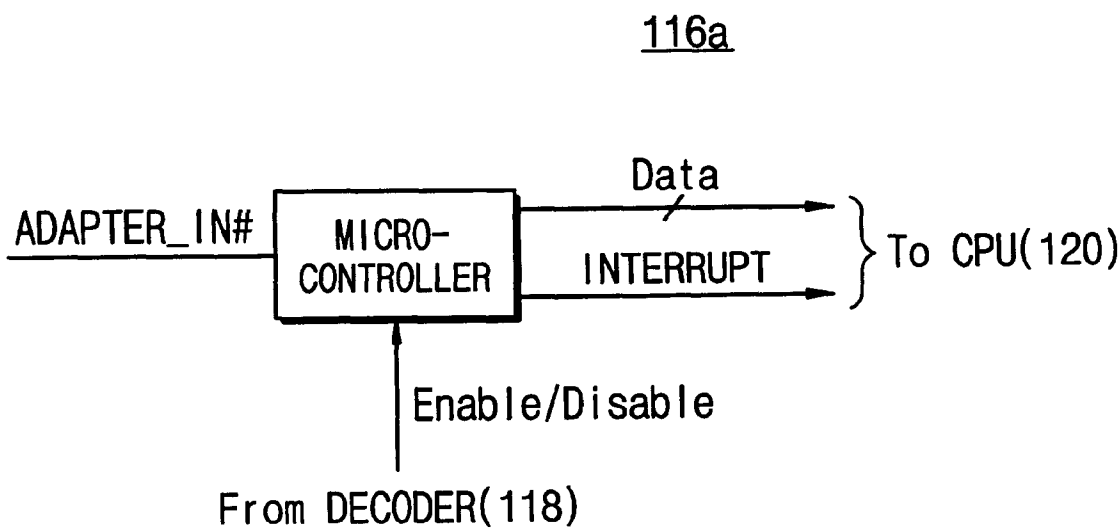 116a
Data
ADAPTER_IN#
MICRO-
CONTROLLER
INTERRUPT
To CPU(120)
Enable/Disable
From DECODER(118)